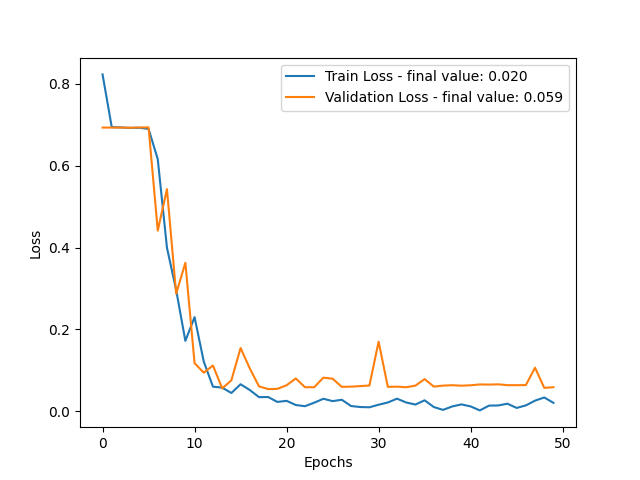 Train Loss - final value: 0.020
Validation Loss - final value: 0.059
0.8
0.6
0.4
0.2
0.0
Loss
0 10 20 30 40 50
Epochs